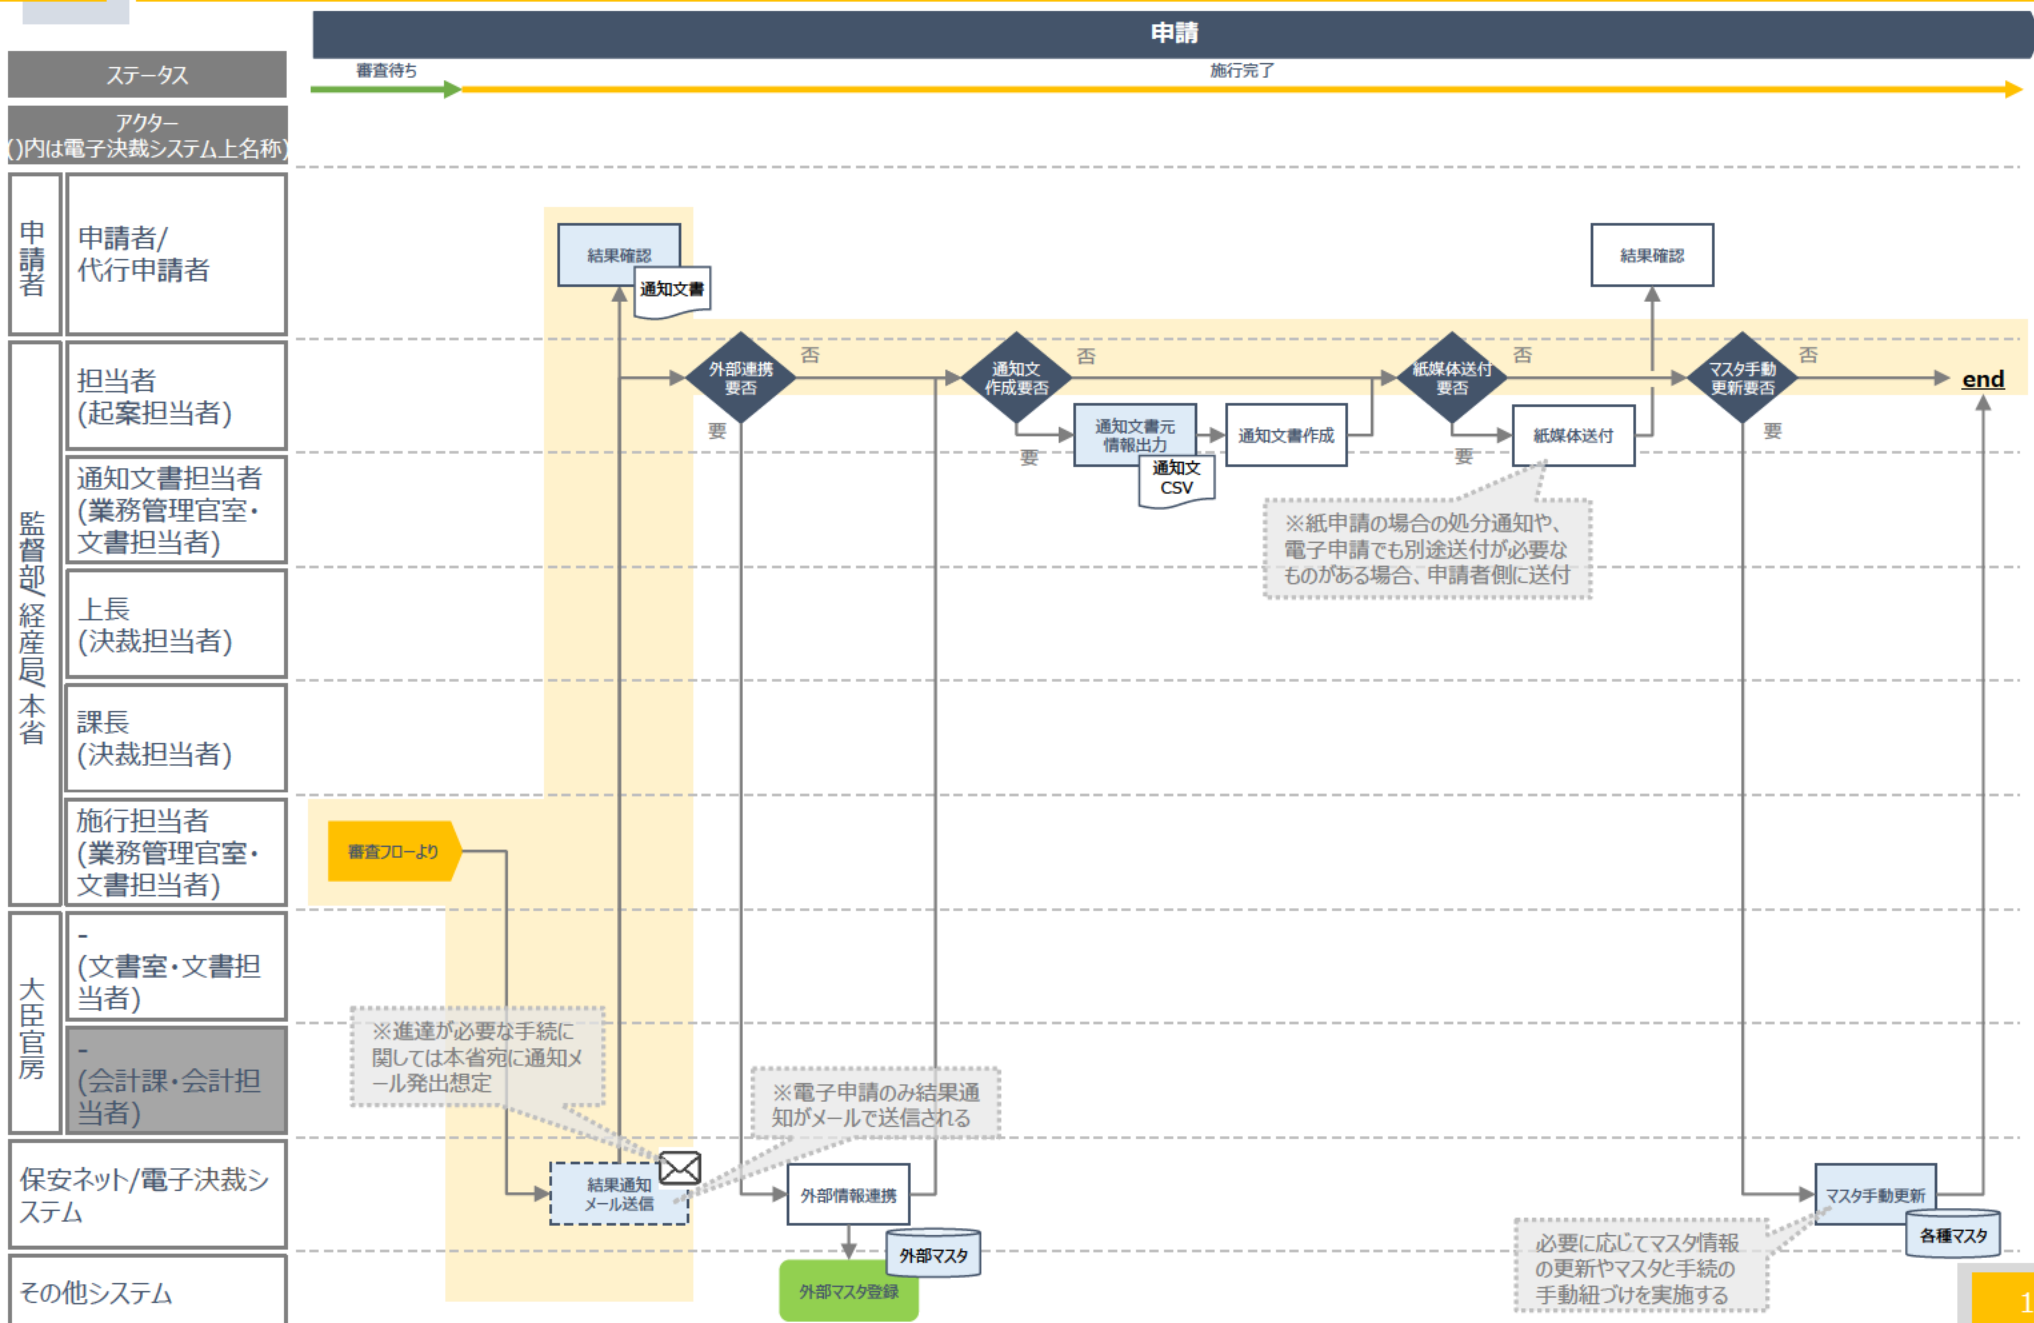 申請
ステータス
審査待ち
施行完了
アクター
()内は電子決裁システム上名称)
申請者
申請者/
代行申請者
結果確認
通知文書
結果確認
監督部/経産局/本省
担当者
(起案担当者)
外部連携
要否
否
要
通知文
作成要否
否
要
通知文書元
情報出力
通知文
CSV
通知文書作成
紙媒体送付
要否
否
要
紙媒体送付
マスタ手動
更新要否
否
要
end
通知文書担当者
(業務管理官室・
文書担当者)
※紙申請の場合の処分通知や、
電子申請でも別途送付が必要な
ものがある場合、申請者側に送付
上長
(決裁担当者)
課長
(決裁担当者)
施行担当者
(業務管理官室・
文書担当者)
審査フローより
大臣官房
-
(文書室・文書担
当者)
-
(会計課・会計担
当者)
※進達が必要な手続に
関しては本省宛に通知メ
ール発出想定
※電子申請のみ結果通
知がメールで送信される
保安ネット/電子決裁シ
ステム
結果通知
メール送信
外部情報連携
マスタ手動更新
各種マスタ
必要に応じてマスタ情報
の更新やマスタと手続の
手動紐づけを実施する
その他システム
外部マスタ
外部マスタ登録
1